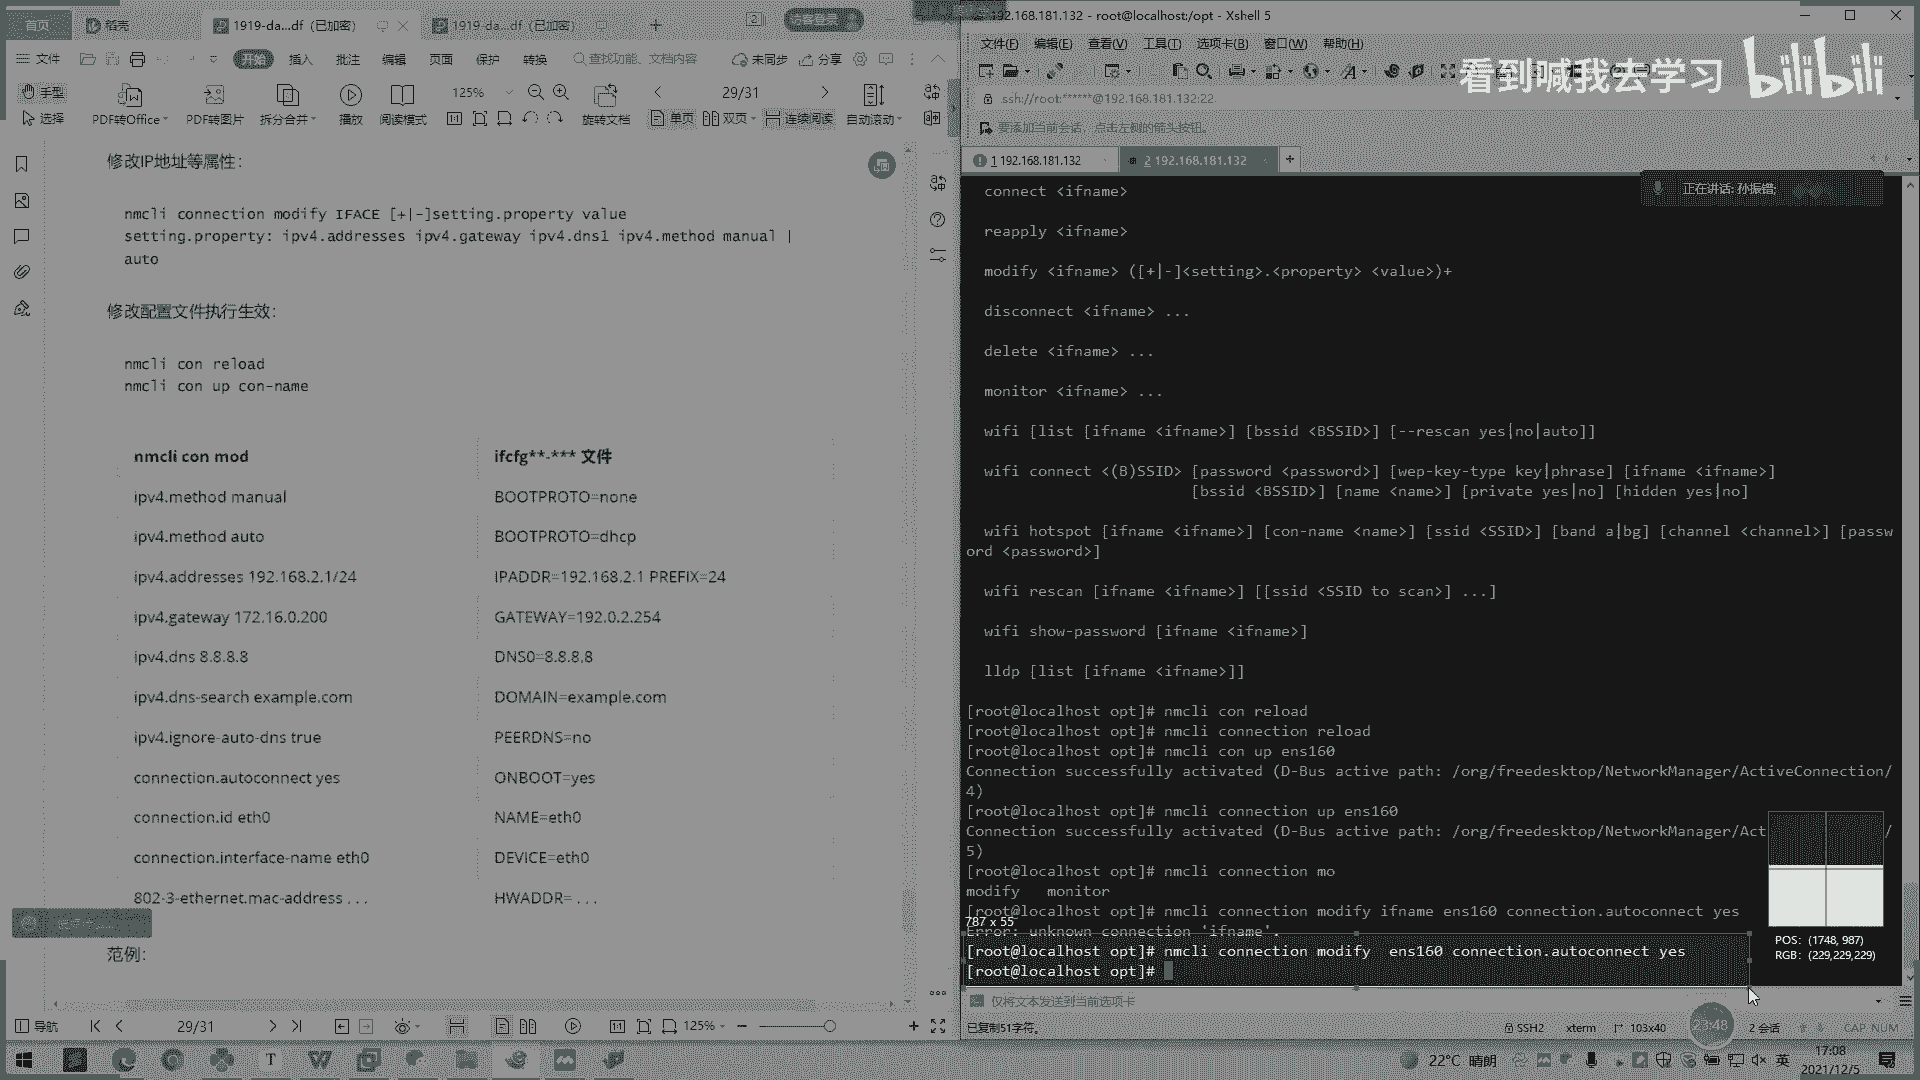 首页
稻壳
1919-da...df (已加密)
1919-da...df (已加密)
2
访客登录
文件
开始
插入
批注
编辑
页面
保护
转换
查找功能、文档内容
未同步
分享
手型
选择
PDF转Office
PDF转图片
拆分合并
播放
阅读模式
125%
旋转文档
29/31
单页
双页
连续阅读
自动滚动
修改IP地址等属性:
nmcli connection modify IFACE [+|-]setting.property value
setting.property: ipv4.addresses ipv4.gateway ipv4.dns1 ipv4.method manual |
auto
修改配置文件执行生效:
nmcli con reload
nmcli con up con-name
nmcli con mod
ifcfg**-*** 文件
ipv4.method manual
BOOTPROTO=none
ipv4.method auto
BOOTPROTO=dhcp
ipv4.addresses 192.168.2.1/24
IPADDR=192.168.2.1 PREFIX=24
ipv4.gateway 172.16.0.200
GATEWAY=192.0.2.254
ipv4.dns 8.8.8.8
DNS0=8.8.8.8
ipv4.dns-search example.com
DOMAIN=example.com
ipv4.ignore-auto-dns true
PEERDNS=no
connection.autoconnect yes
ONBOOT=yes
connection.id eth0
NAME=eth0
connection.interface-name eth0
DEVICE=eth0
802-3-ethernet.mac-address . . .
HWADDR= . . .
范例:
导航
29/31
125%
192.168.181.132 - root@localhost:/opt - Xshell 5
文件(F)
编辑(E)
查看(V)
工具(T)
选项卡(B)
窗口(W)
帮助(H)
看到喊我去学习
bilibili
ssh://root:******@192.168.181.132:22
要添加当前会话，点击左侧的箭头按钮。
1 192.168.181.132
2 192.168.181.132
正在讲话: 孙振锴;
connect <ifname>
reapply <ifname>
modify <ifname> ([+|-]<setting>.<property> <value>)+
disconnect <ifname> ...
delete <ifname> ...
monitor <ifname> ...
wifi [list [ifname <ifname>] [bssid <BSSID>] [--rescan yes|no|auto]]
wifi connect <(B)SSID> [password <password>] [wep-key-type key|phrase] [ifname <ifname>]
[bssid <BSSID>] [name <name>] [private yes|no] [hidden yes|no]
wifi hotspot [ifname <ifname>] [con-name <name>] [ssid <SSID>] [band a|bg] [channel <channel>] [passw
ord <password>]
wifi rescan [ifname <ifname>] [[ssid <SSID to scan>] ...]
wifi show-password [ifname <ifname>]
lldp [list [ifname <ifname>]]
[root@localhost opt]# nmcli con reload
[root@localhost opt]# nmcli connection reload
[root@localhost opt]# nmcli con up ens160
Connection successfully activated (D-Bus active path: /org/freedesktop/NetworkManager/ActiveConnection/
4)
[root@localhost opt]# nmcli connection up ens160
Connection successfully activated (D-Bus active path: /org/freedesktop/NetworkManager/Act
/
5)
[root@localhost opt]# nmcli connection mo
modify monitor
[root@localhost opt]# nmcli connection modify ifname ens160 connection.autoconnect yes
787 x 55
Error: unknown connection 'ifname'.
[root@localhost opt]# nmcli connection modify  ens160 connection.autoconnect yes
[root@localhost opt]#
POS: (1748, 987)
RGB: (229,229,229)
仅将文本发送到当前选项卡
已复制51字符。
SSH2
xterm
103x40
23:48
2 会话
CAP NUM
22°C 晴朗
英
17:08
2021/12/5